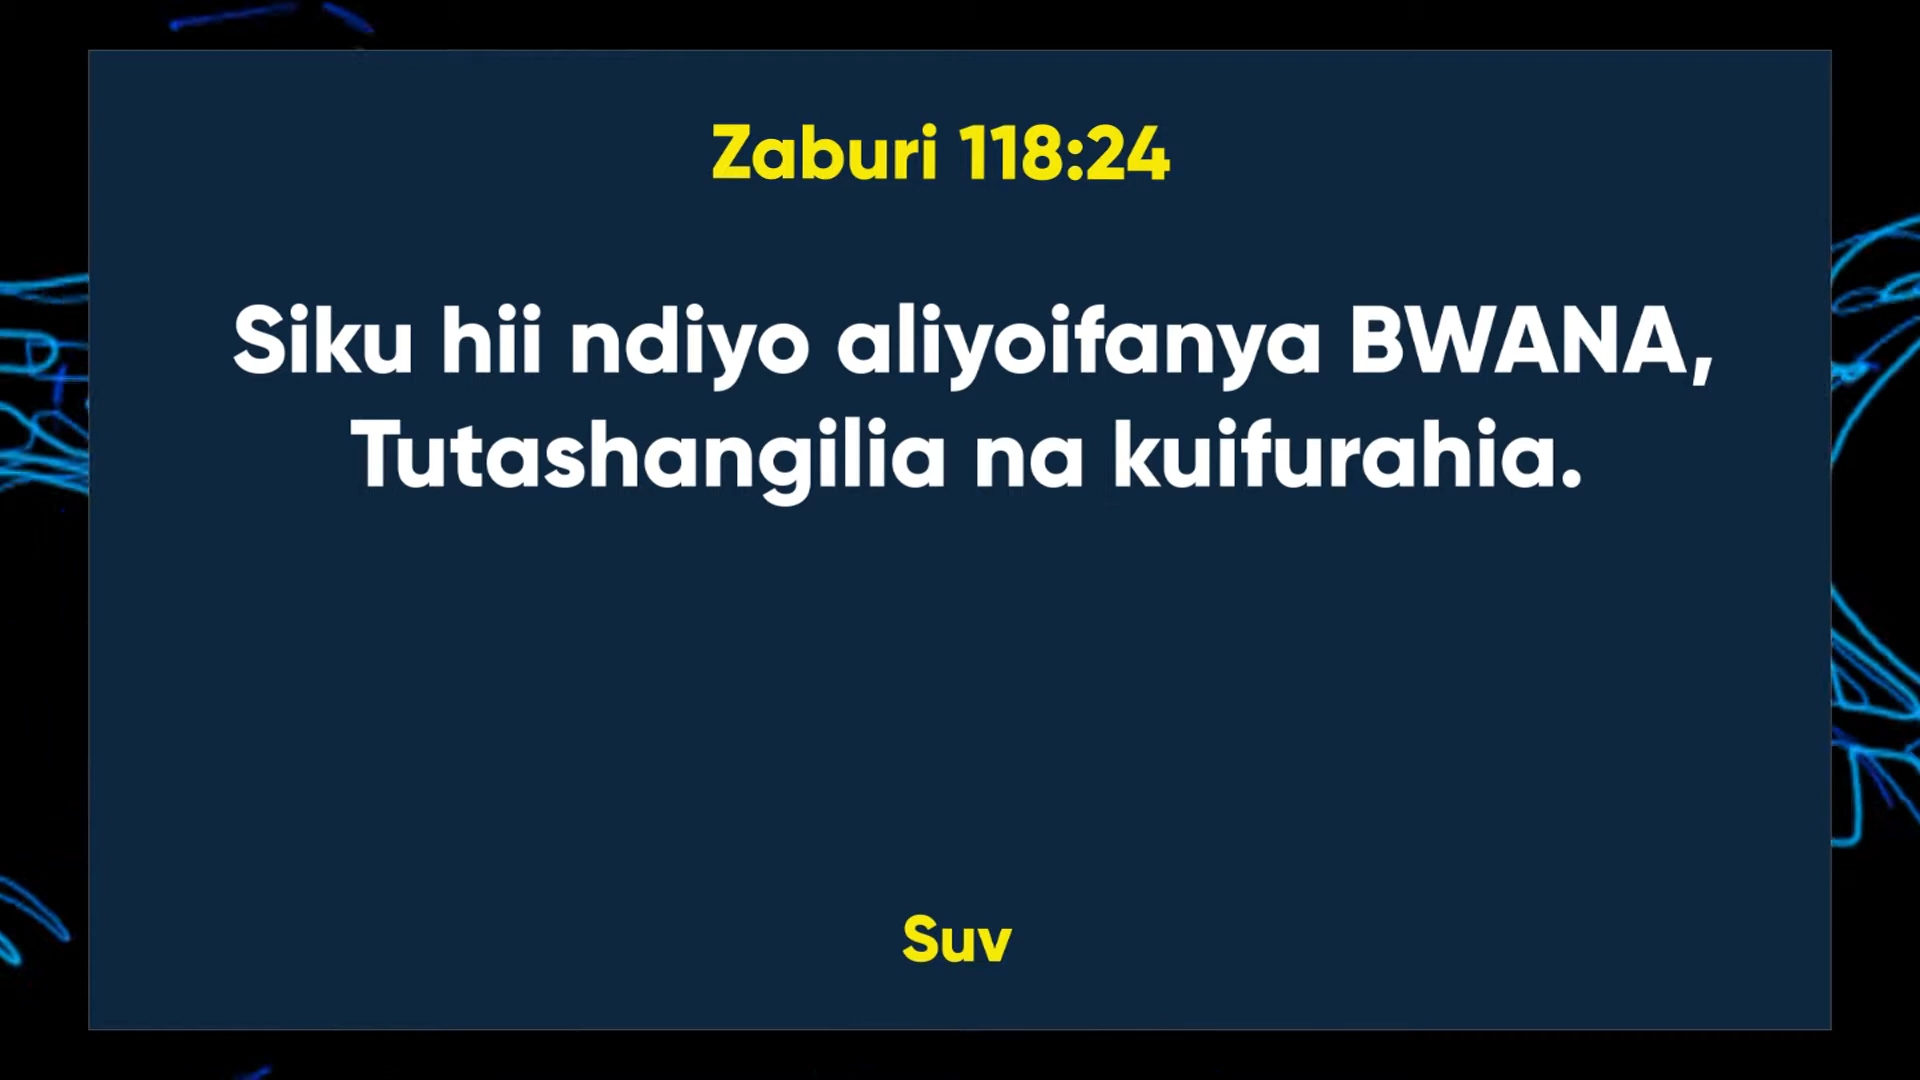 Zaburi 118:24
Siku hii ndiyo aliyoifanya BWANA,
Tutashangilia na kuifurahia.
Suv